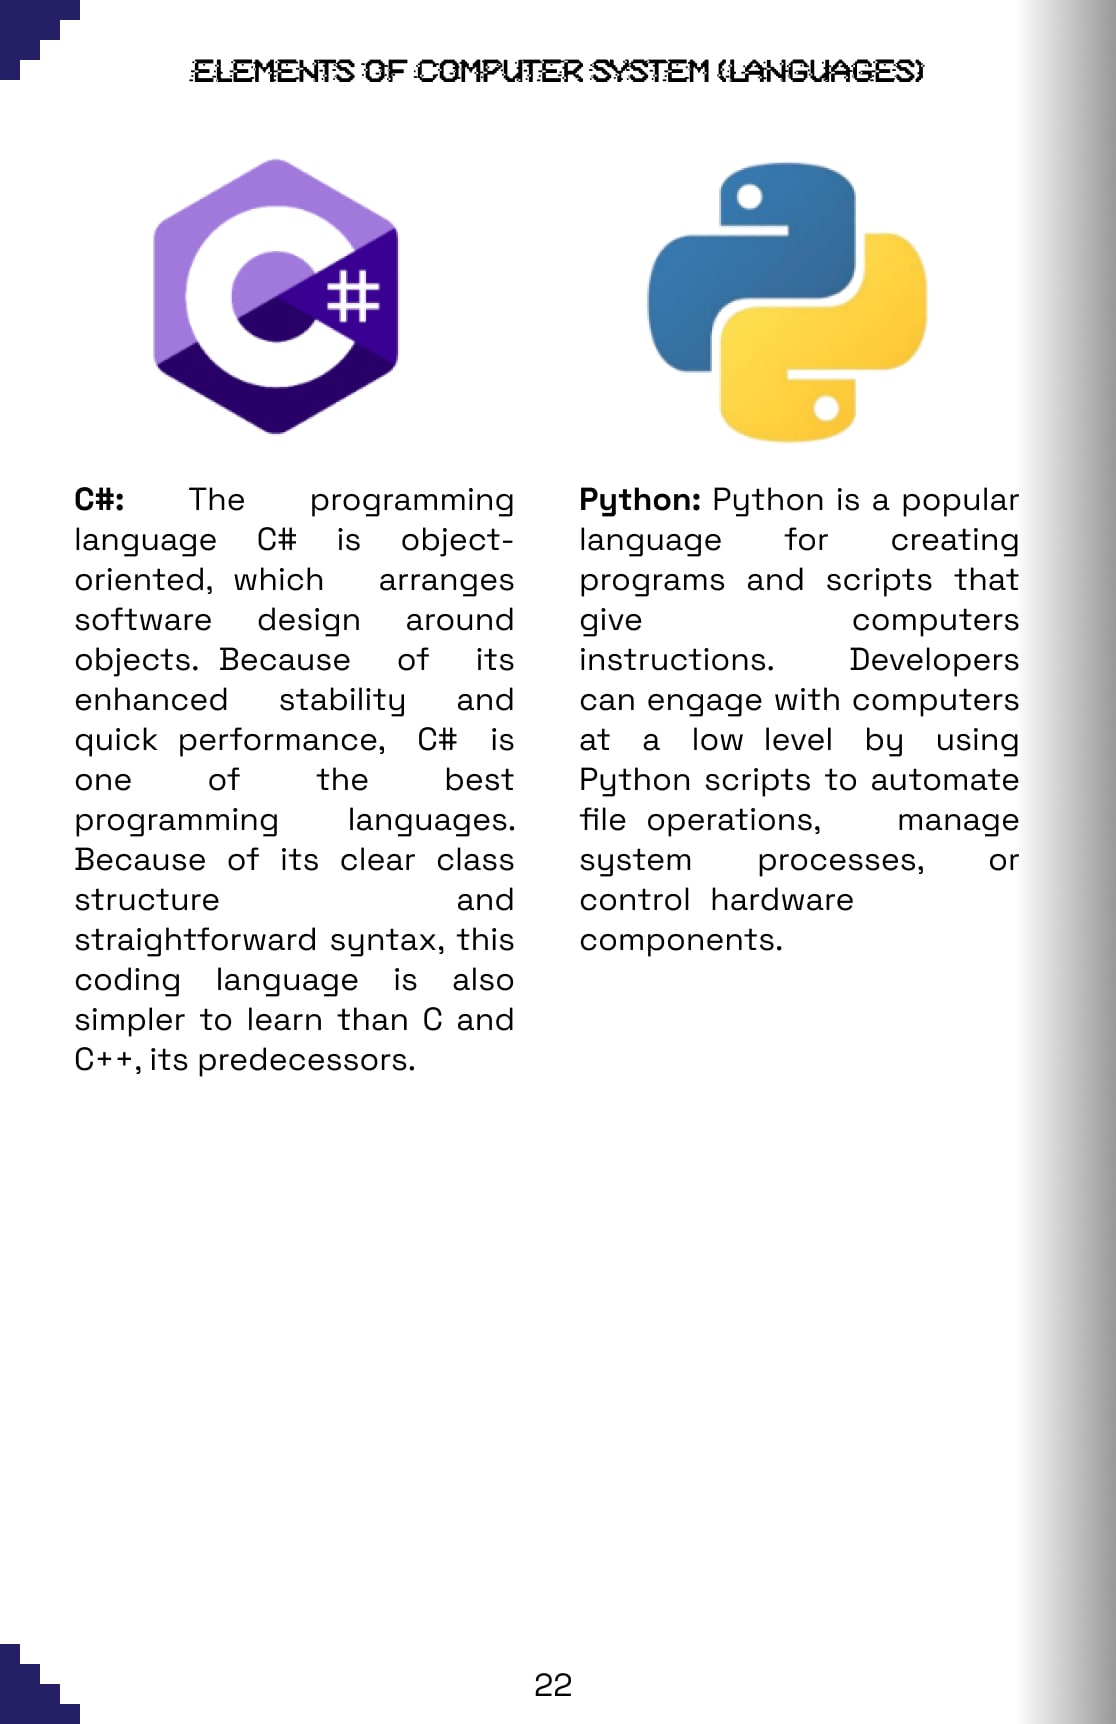 ELEMENTS OF COMPUTER SYSTEM (LANGUAGES)
#
C#: The programming
language C# is object-
oriented, which arranges
software design around
objects. Because of its
enhanced stability and
quick performance, C# is
one of the best
programming languages.
Because of its clear class
structure and
straightforward syntax, this
coding language is also
simpler to learn than C and
C++, its predecessors.
Python: Python is a popular
language for creating
programs and scripts that
give computers
instructions. Developers
can engage with computers
at a low level by using
Python scripts to automate
file operations, manage
system processes, or
control hardware
components.
22